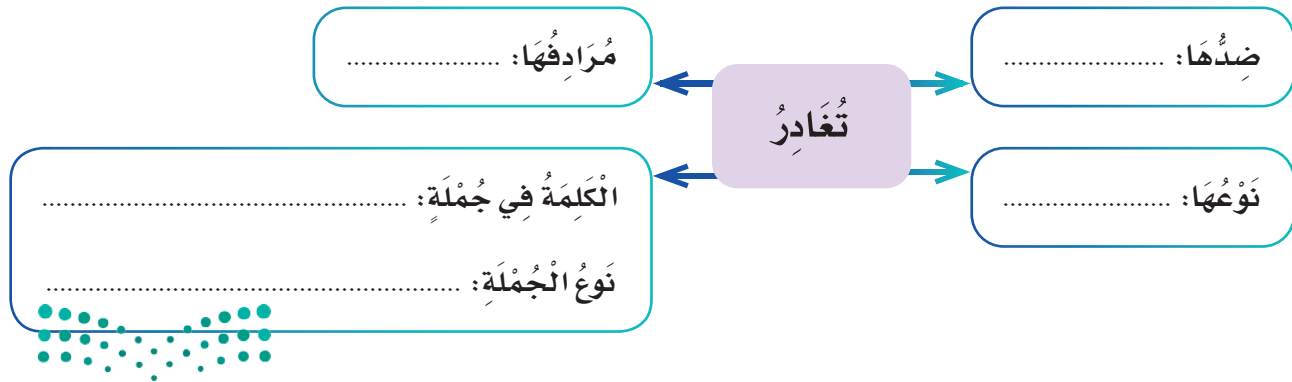 ضِدُّهَا: ........................
مُرَادِفُهَا: ......................
تُغَادِرُ
نَوْعُهَا: ........................
الْكَلِمَةُ فِي جُمْلَةٍ: ....................................................
نَوعُ الْجُمْلَةِ: ...........................................................